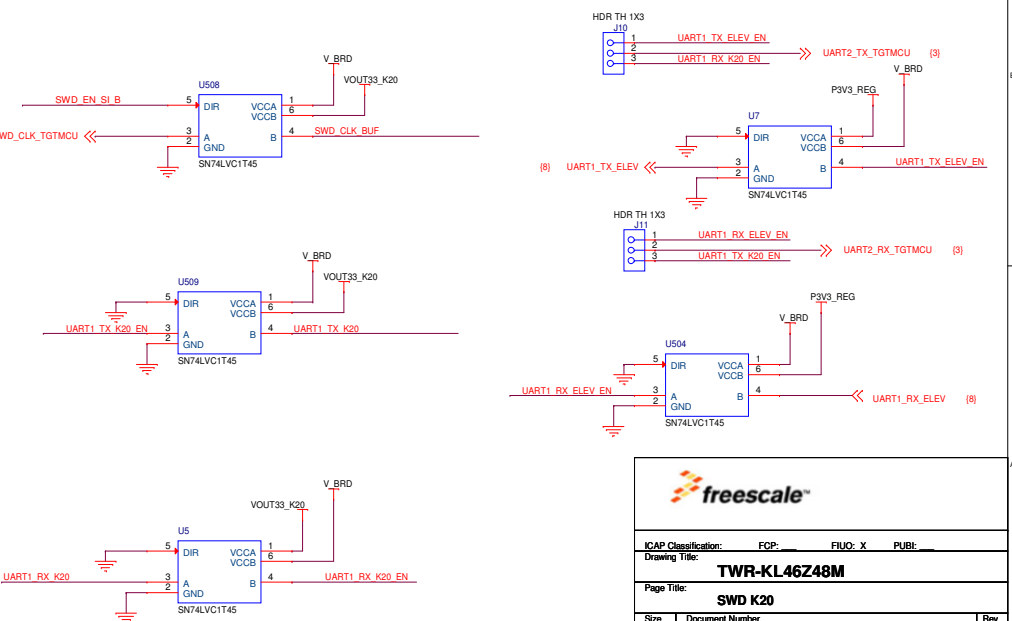 HDR TH 1X3
J10
1
UART1_TX_ELEV_EN
2
UART2_TX_TGTMCU {3}
3
UART1_RX_K20_EN
V_BRD
VOUT33_K20
U508
SWD_EN_SI_B
5 DIR VCCA 1
VCCB 6
WD_CLK_TGTMCU 3 A B 4 SWD_CLK_BUF
2 GND
SN74LVC1T45
V_BRD
P3V3_REG
U7
5 DIR VCCA 1
VCCB 6
{8} UART1_TX_ELEV 3 A B 4 UART1_TX_ELEV_EN
2 GND
SN74LVC1T45
HDR TH 1X3
J11
1
UART1_RX_ELEV_EN
2
UART2_RX_TGTMCU {3}
3
UART1_TX_K20_EN
V_BRD
VOUT33_K20
U509
5 DIR VCCA 1
VCCB 6
UART1_TX_K20_EN 3 A B 4 UART1_TX_K20
2 GND
SN74LVC1T45
P3V3_REG
V_BRD
U504
5 DIR VCCA 1
VCCB 6
UART1_RX_ELEV_EN 3 A B 4 UART1_RX_ELEV {8}
2 GND
SN74LVC1T45
V_BRD
VOUT33_K20
U5
5 DIR VCCA 1
VCCB 6
UART1_RX_K20 3 A B 4 UART1_RX_K20_EN
2 GND
SN74LVC1T45
freescale™
ICAP Classification: FCP: ___ FIUO: X PUBI: ___
Drawing Title:
TWR-KL46Z48M
Page Title:
SWD K20
Size Document Number Rev